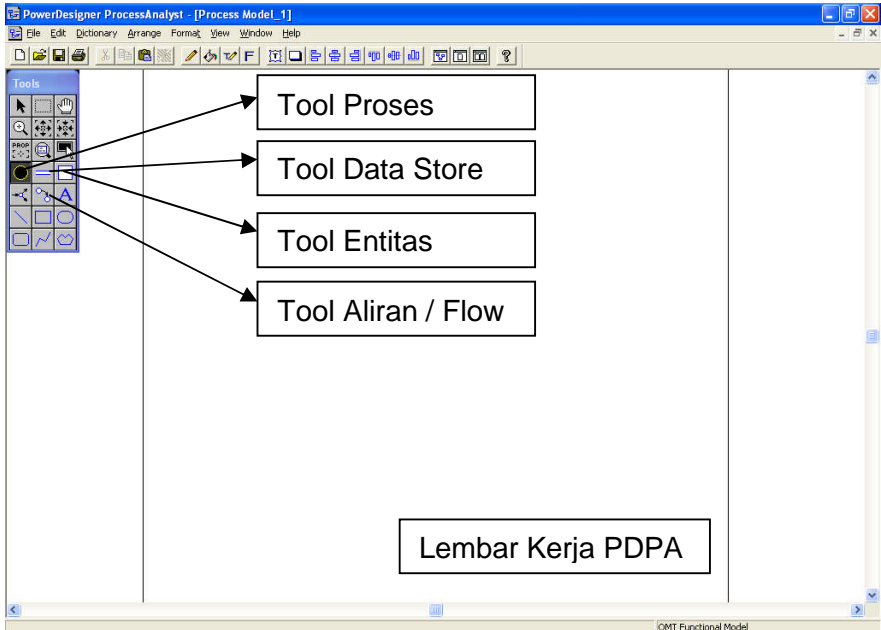 PowerDesigner ProcessAnalyst - [Process Model_1]
File Edit Dictionary Arrange Format View Window Help
Tools
PROP
A
Tool Proses
Tool Data Store
Tool Entitas
Tool Aliran / Flow
Lembar Kerja PDPA
OMT Functional Model